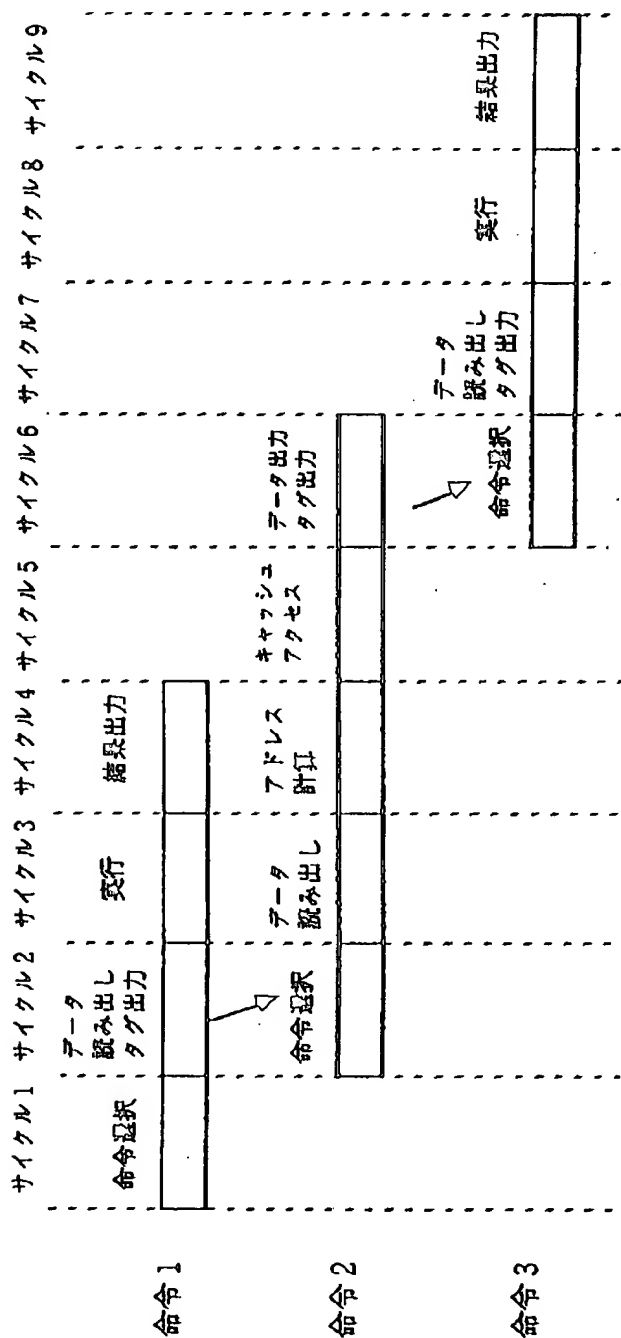 サイクル1 サイクル2 サイクル3 サイクル4 サイクル5 サイクル6 サイクル7 サイクル8 サイクル9
命令1
命令選択
データ
読み出し
タグ出力
実行
結果出力
命令2
命令選択
データ
読み出し
アドレス
計算
キャッシュ
アクセス
データ出力
タグ出力
命令3
命令選択
データ
読み出し
タグ出力
実行
結果出力